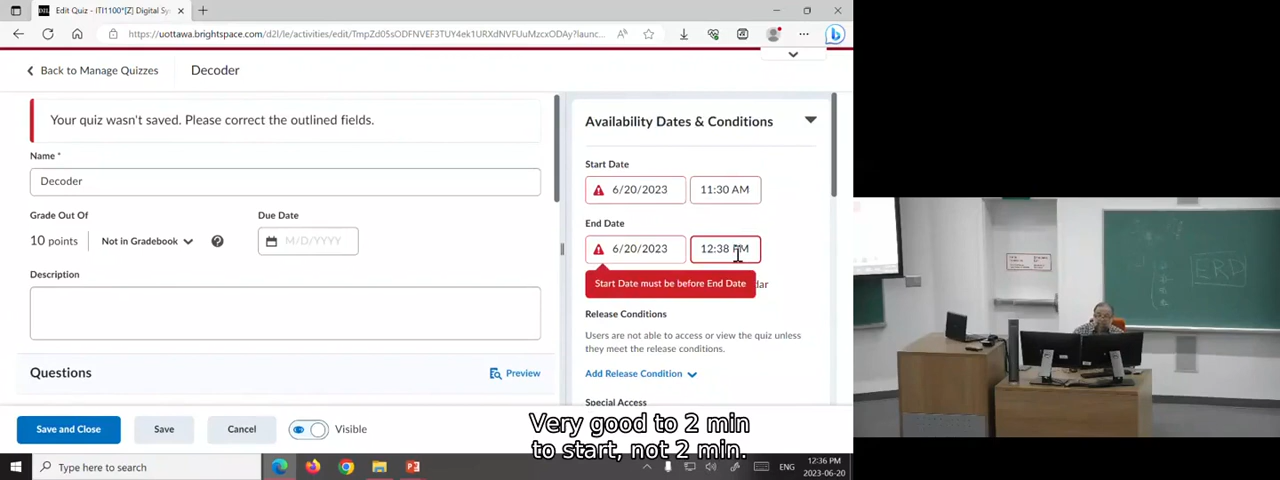 Edit Quiz - ITI1100*[Z] Digital Sy
https://uottawa.brightspace.com/d2l/le/activities/edit/TmpZd05sODFNVEF3TUY4ek1URXdNVFUuMzcxODAy?launc...
Back to Manage Quizzes
Decoder
Your quiz wasn't saved. Please correct the outlined fields.
Name *
Decoder
Grade Out Of
Due Date
10 points
Not in Gradebook
M/D/YYYY
Description
Questions
Preview
Availability Dates & Conditions
Start Date
6/20/2023
11:30 AM
End Date
6/20/2023
12:38 PM
Start Date must be before End Date
dar
Release Conditions
Users are not able to access or view the quiz unless
they meet the release conditions.
Add Release Condition
Special Access
Save and Close
Save
Cancel
Visible
Very good to 2 min
to start, not 2 min.
Type here to search
ENG
12:36 PM
2023-06-20
ERD